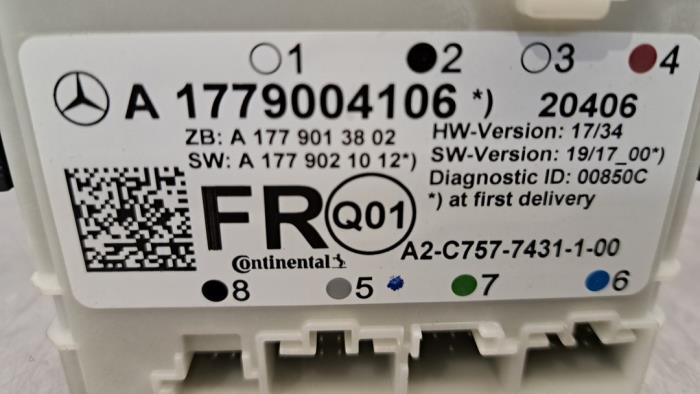 1 2 3 4
A 1779004106 *) 20406
ZB: A 177 901 38 02
HW-Version: 17/34
SW: A 177 902 10 12*)
SW-Version: 19/17_00*)
Diagnostic ID: 00850C
*) at first delivery
FR Q01
A2-C757-7431-1-00
Continental
8 5 7 6